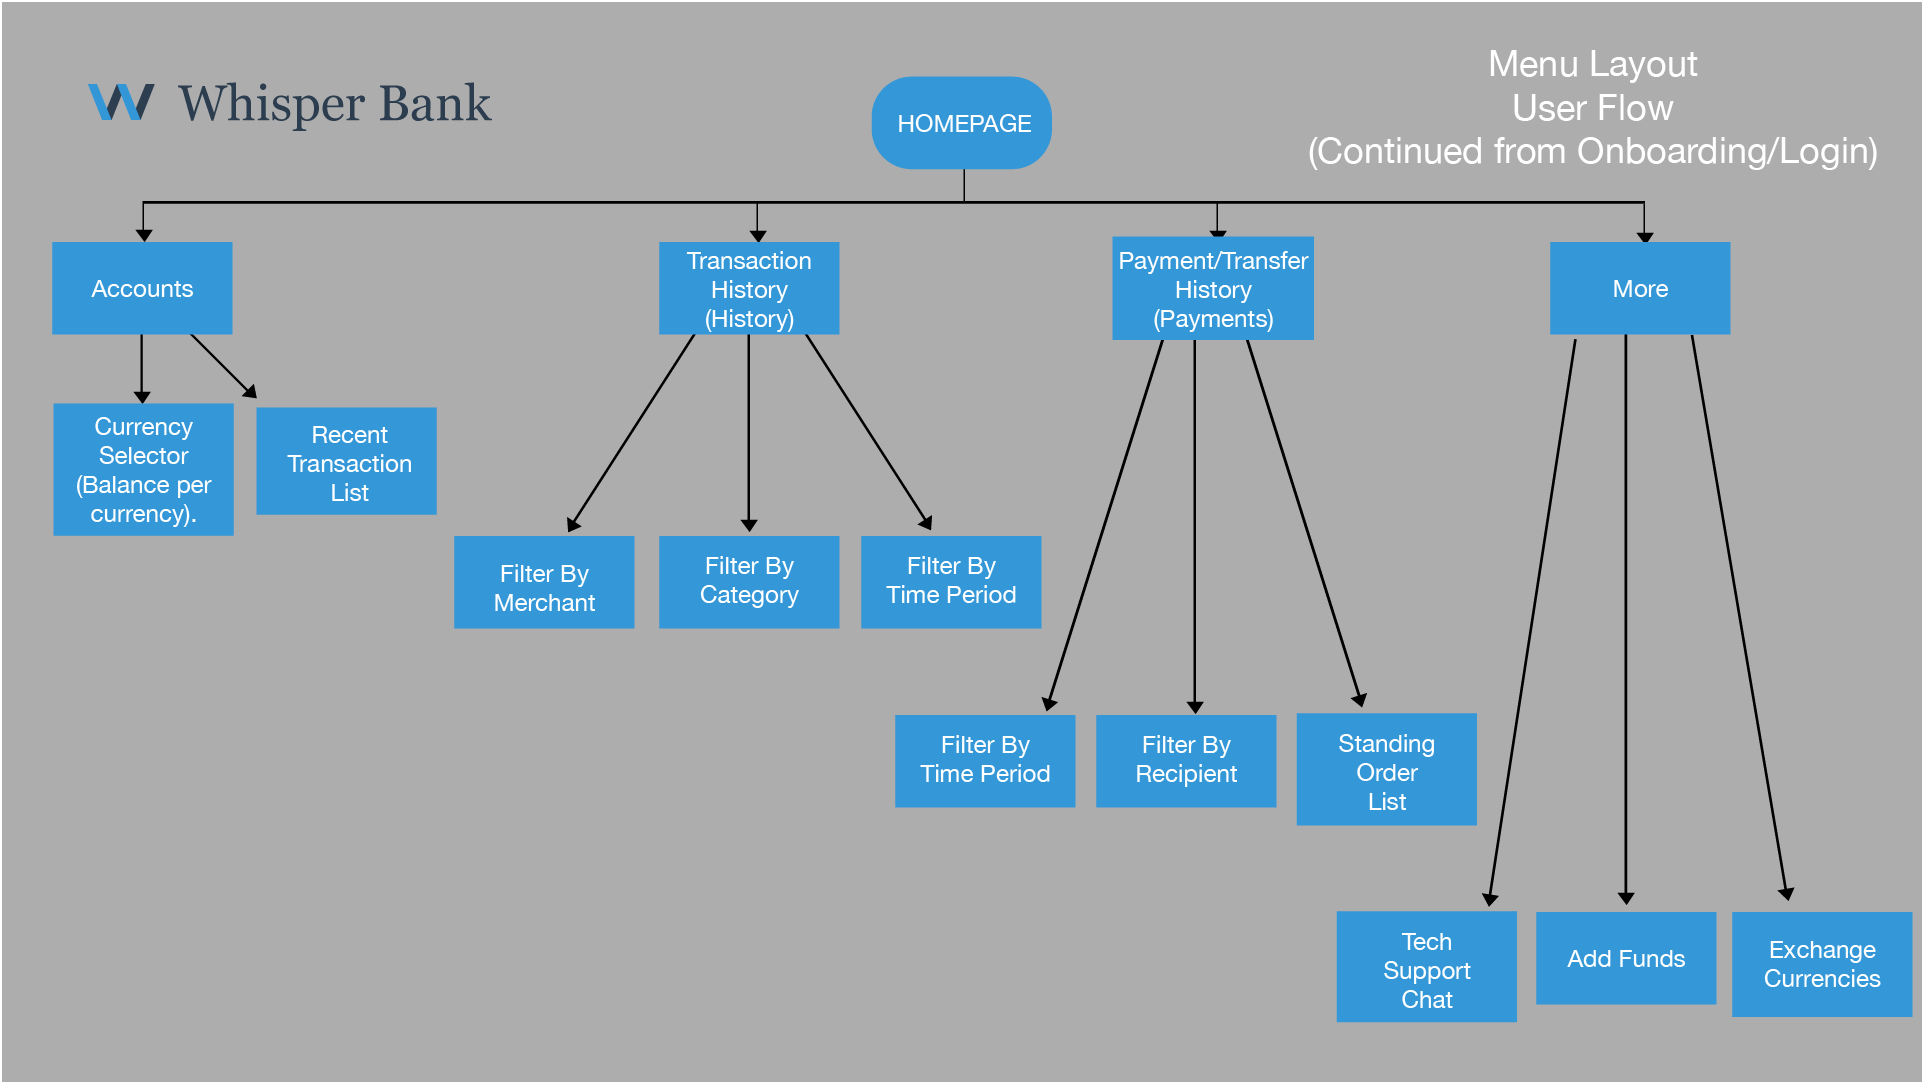 Whisper Bank
HOMEPAGE
Menu Layout
User Flow
(Continued from Onboarding/Login)
Accounts
Transaction
History
(History)
Payment/Transfer
History
(Payments)
More
Currency
Selector
(Balance per
currency).
Recent
Transaction
List
Filter By
Merchant
Filter By
Category
Filter By
Time Period
Filter By
Time Period
Filter By
Recipient
Standing
Order
List
Tech
Support
Chat
Add Funds
Exchange
Currencies